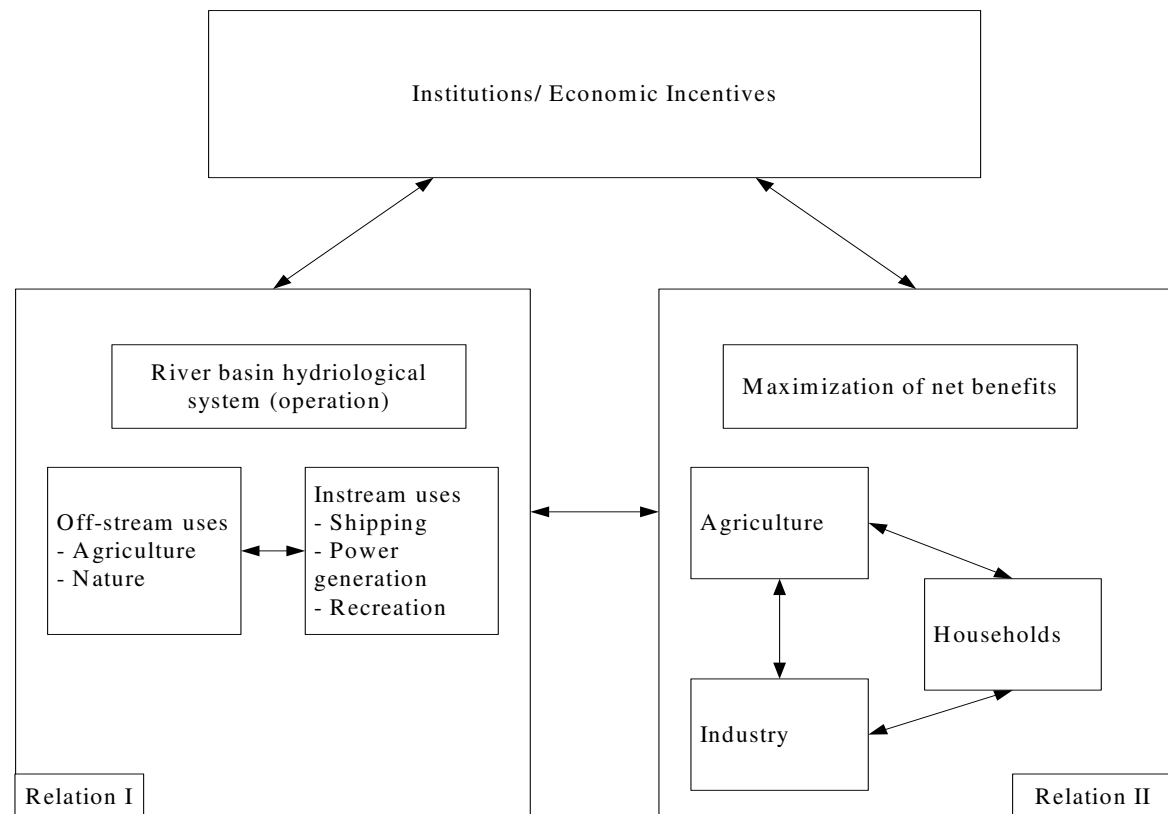 Institutions/ Economic Incentives
River basin hydriological
system (operation)
Maximization of net benefits
Off-stream uses
- Agriculture
- Nature
Instream uses
- Shipping
- Power
generation
- Recreation
Agriculture
Households
Industry
Relation I
Relation II